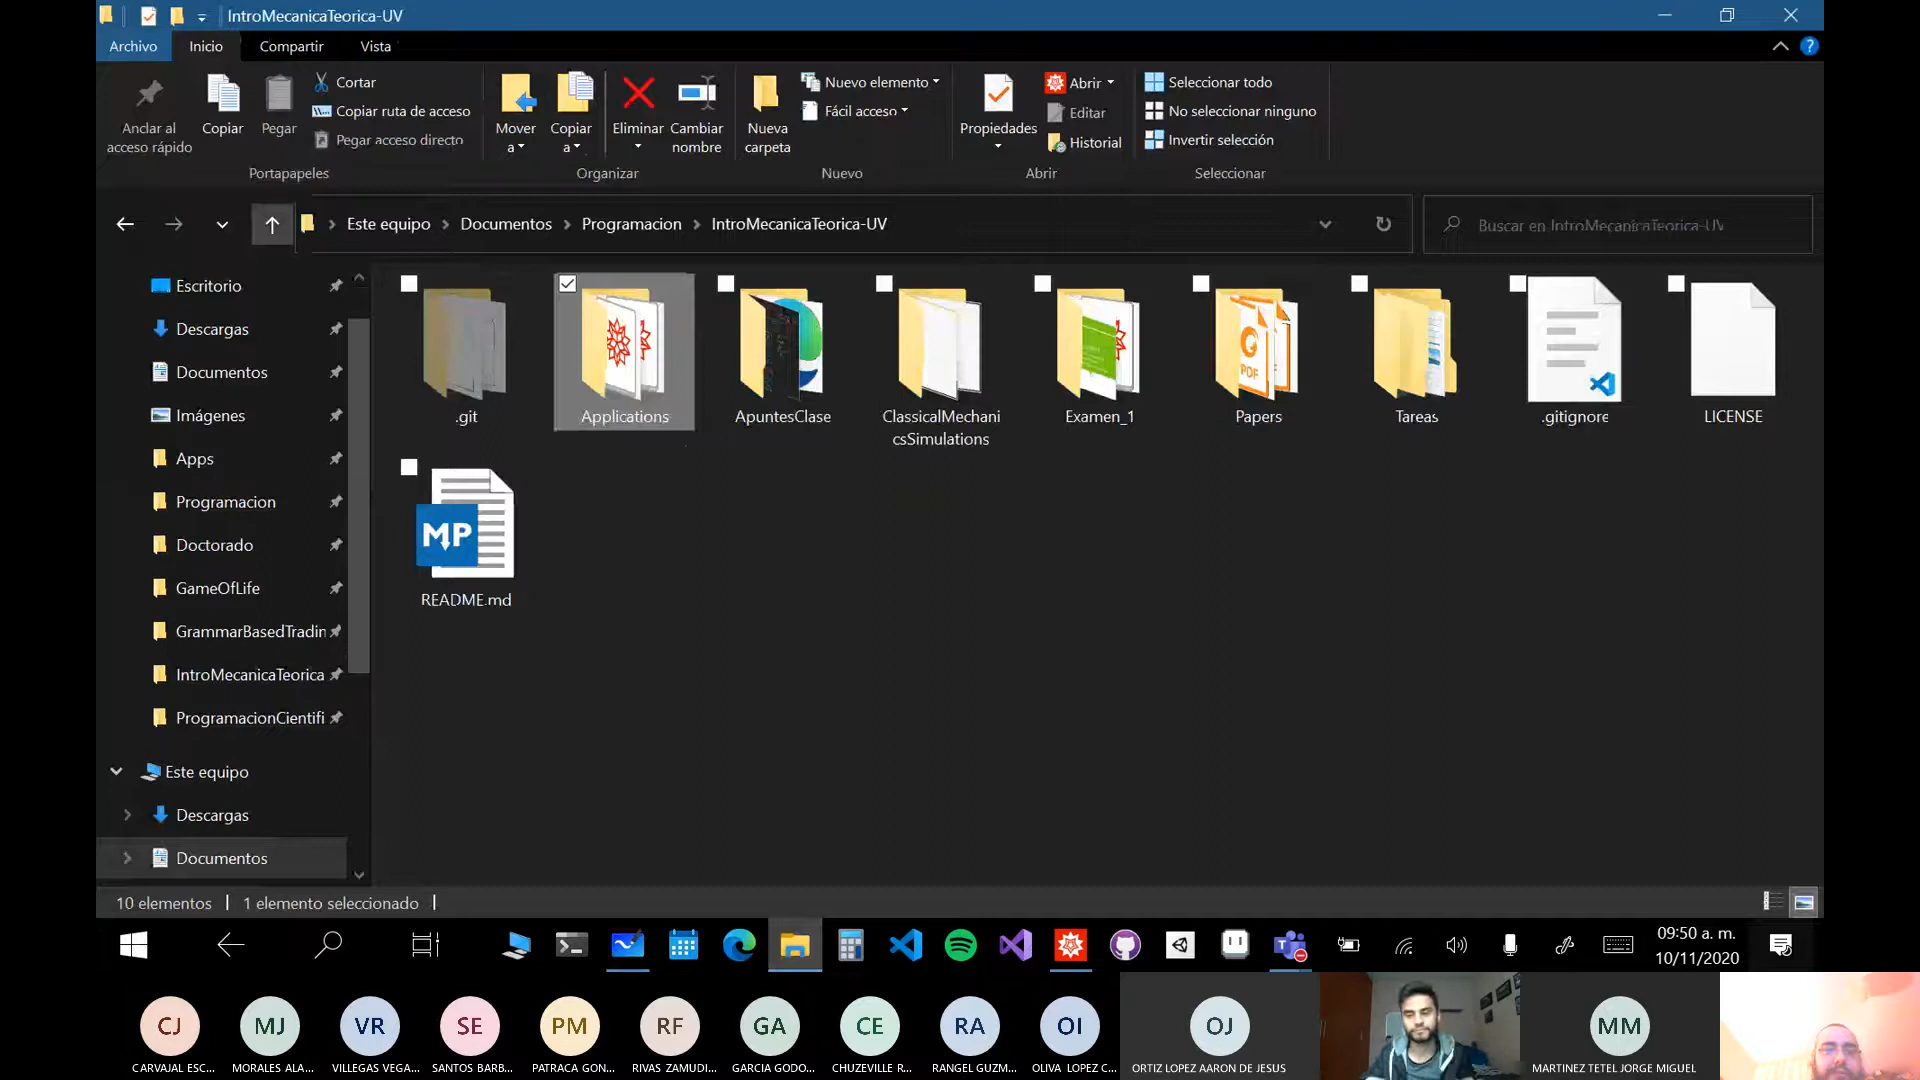 IntroMecanicaTeorica-UV
Archivo
Inicio
Compartir
Vista
Anclar al
acceso rápido
Copiar
Pegar
Cortar
Copiar ruta de acceso
Pegar acceso directo
Portapapeles
Mover
a
Copiar
a
Eliminar
Cambiar
nombre
Organizar
Nueva
carpeta
Nuevo elemento
Fácil acceso
Nuevo
Propiedades
Abrir
Editar
Historial
Abrir
Seleccionar todo
No seleccionar ninguno
Invertir selección
Seleccionar
Este equipo
Documentos
Programacion
IntroMecanicaTeorica-UV
Buscar en IntroMecanicaTeorica-UV
Escritorio
Descargas
Documentos
Imágenes
Apps
Programacion
Doctorado
GameOfLife
GrammarBasedTradin
IntroMecanicaTeorica
ProgramacionCientifi
Este equipo
Descargas
Documentos
.git
Applications
ApuntesClase
ClassicalMechani
csSimulations
Examen_1
PDF
Papers
Tareas
.gitignore
LICENSE
MP
README.md
10 elementos
1 elemento seleccionado
09:50 a. m.
10/11/2020
CJ
CARVAJAL ESC...
MJ
MORALES ALA...
VR
VILLEGAS VEGA...
SE
SANTOS BARB...
PM
PATRACA GON...
RF
RIVAS ZAMUDI...
GA
GARCIA GODO...
CE
CHUZEVILLE R...
RA
RANGEL GUZM...
OI
OLIVA LOPEZ C...
OJ
ORTIZ LOPEZ AARON DE JESUS
MM
MARTINEZ TETEL JORGE MIGUEL